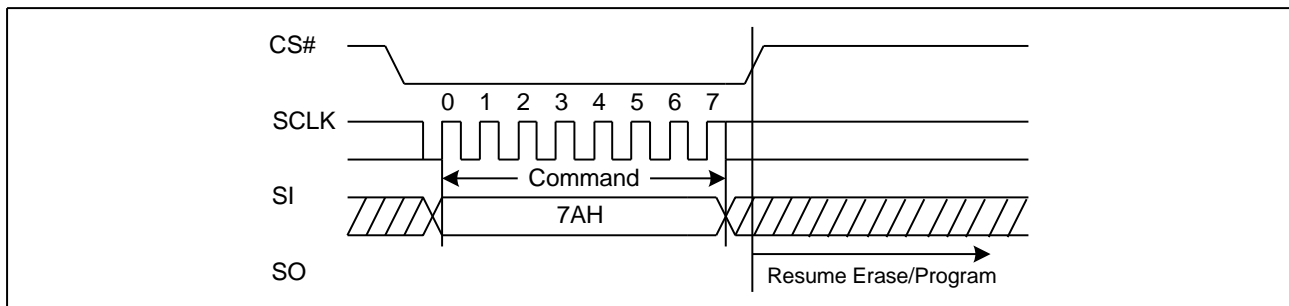 CS#
0 1 2 3 4 5 6 7
SCLK
Command
SI
7AH
SO
Resume Erase/Program